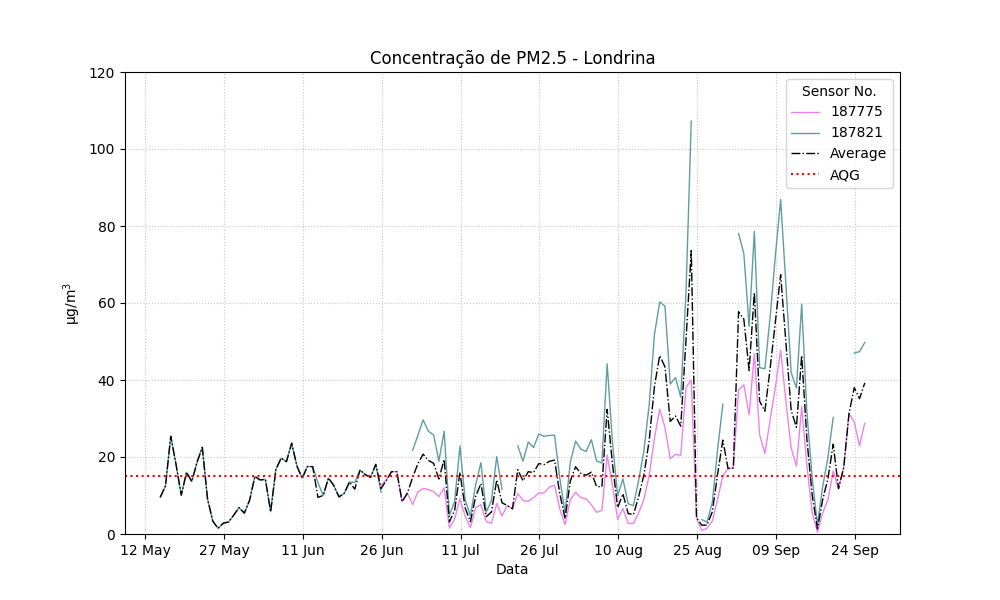 Concentração de PM2.5 - Londrina
120
100
80
60
40
20
0
µg/m³
Sensor No.
187775
187821
Average
AQG
12 May 27 May 11 Jun 26 Jun 11 Jul 26 Jul 10 Aug 25 Aug 09 Sep 24 Sep
Data